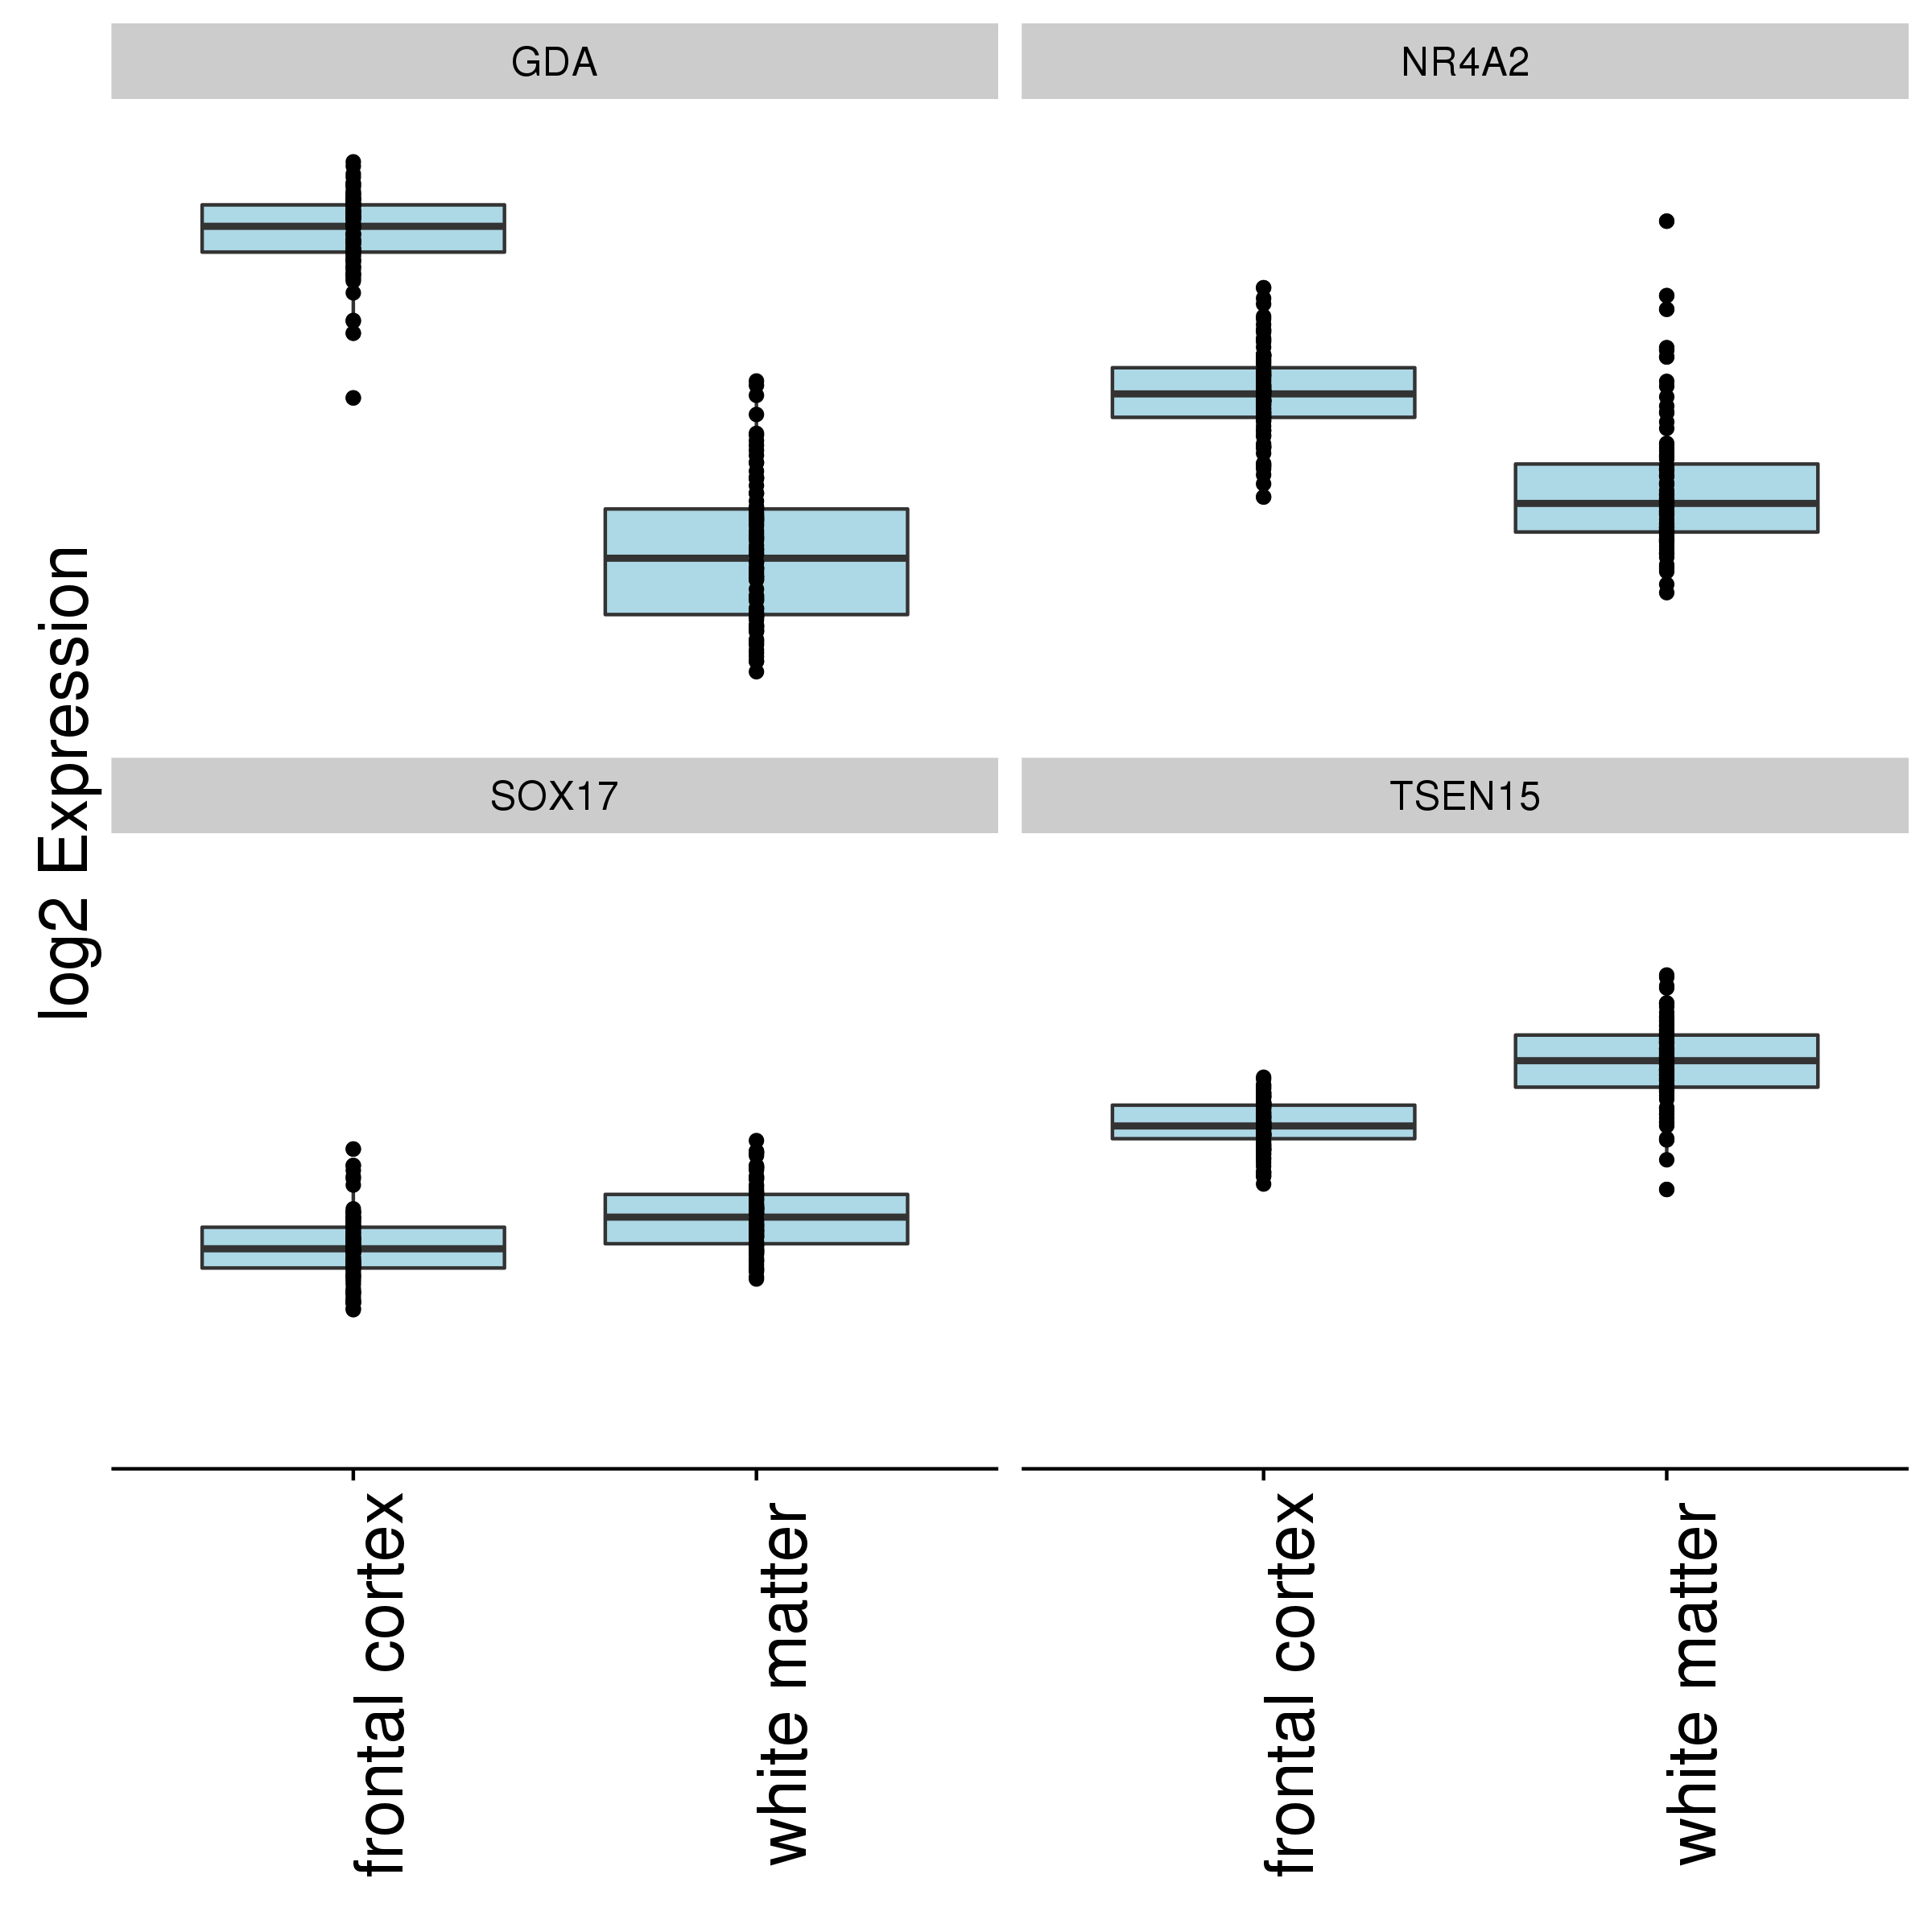 GDA
NR4A2
log2 Expression
SOX17
TSEN15
frontal cortex
white matter
frontal cortex
white matter